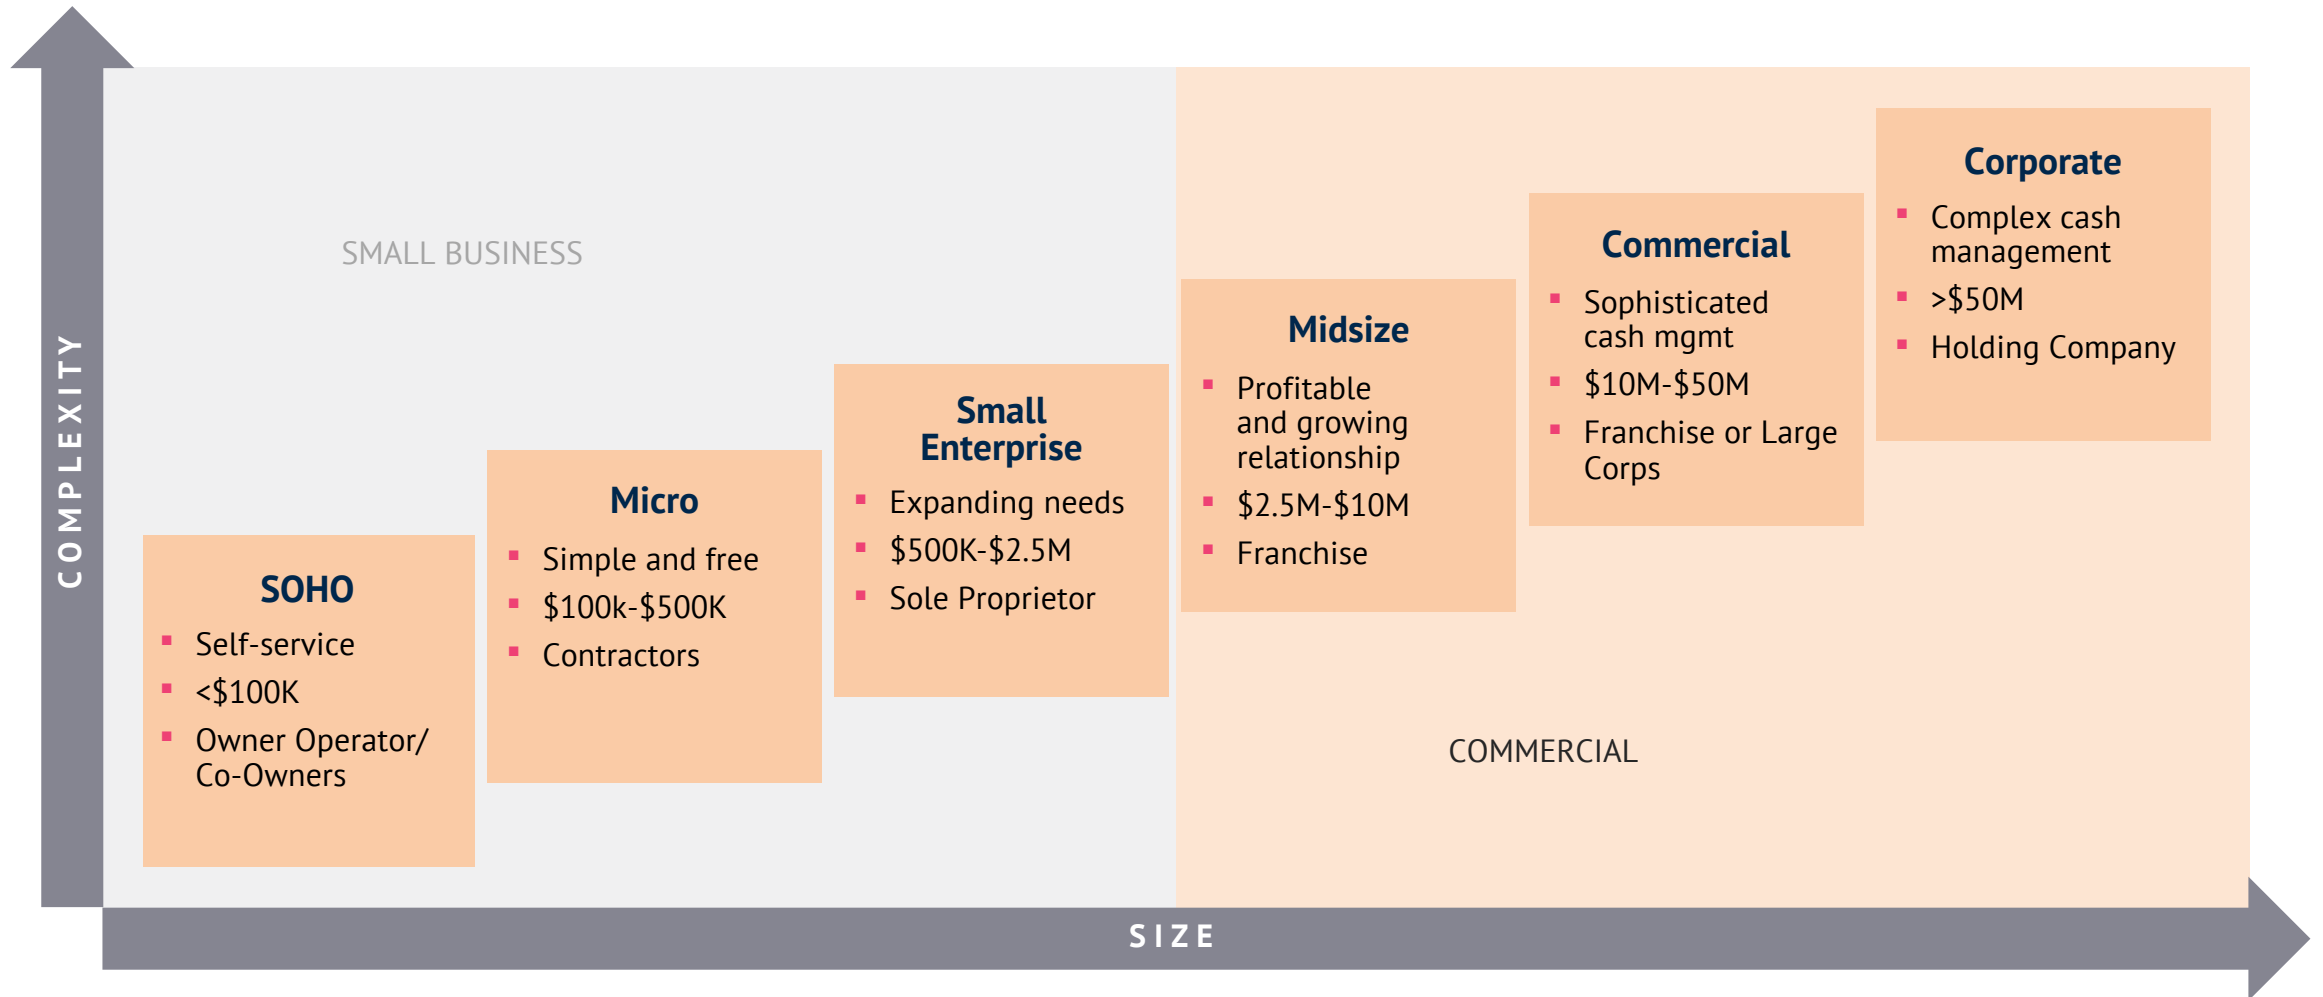 COMPLEXITY
SMALL BUSINESS
SOHO
Self-service
<$100K
Owner Operator/
Co-Owners
Micro
Simple and free
$100k-$500K
Contractors
Small
Enterprise
Expanding needs
$500K-$2.5M
Sole Proprietor
Midsize
Profitable
and growing
relationship
$2.5M-$10M
Franchise
Commercial
Sophisticated
cash mgmt
$10M-$50M
Franchise or Large
Corps
Corporate
Complex cash
management
>$50M
Holding Company
COMMERCIAL
SIZE